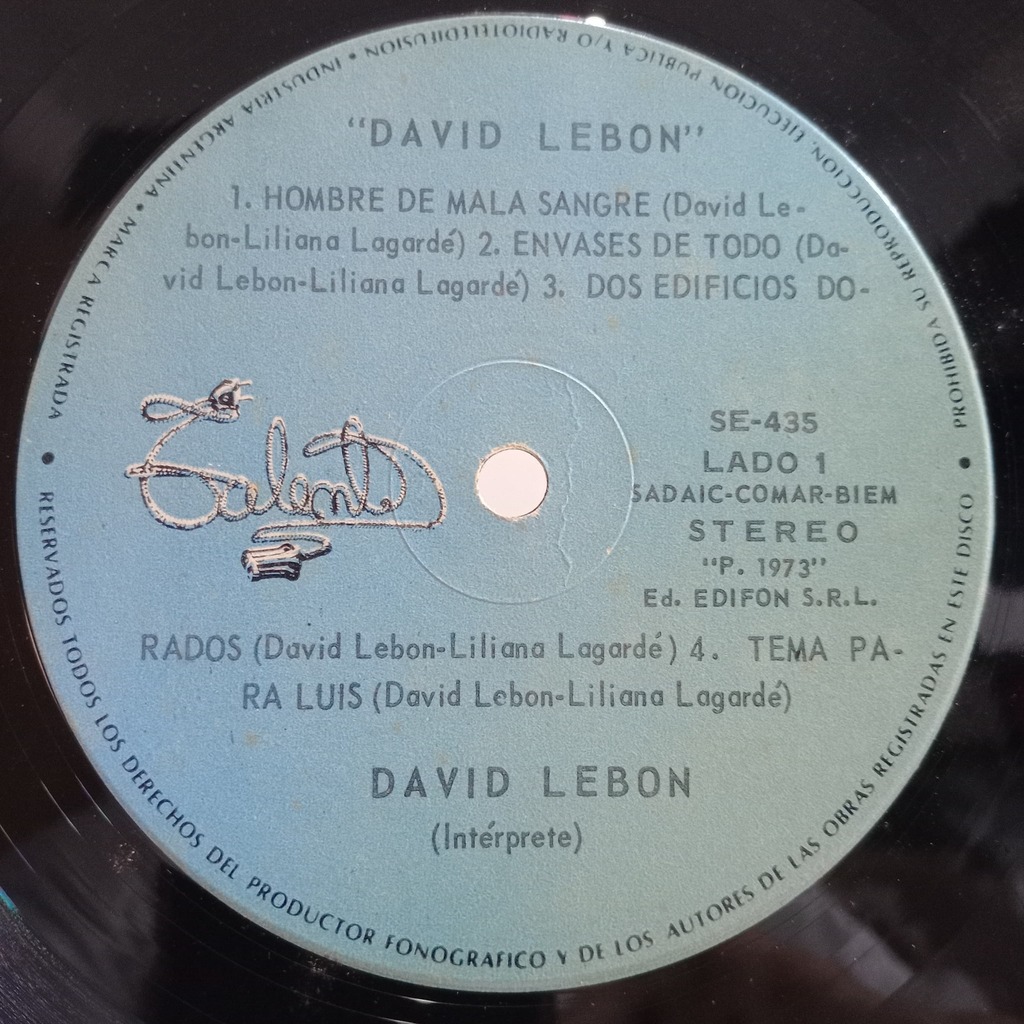 "DAVID LEBON"
1. HOMBRE DE MALA SANGRE (David Le-
bon-Liliana Lagardé) 2. ENVASES DE TODO (Da-
vid Lebon-Liliana Lagardé) 3. DOS EDIFICIOS DO-
Talent
SE-435
LADO 1
SADAIC-COMAR-BIEM
STEREO
"P. 1973"
Ed. EDIFON S.R.L.
RADOS (David Lebon-Liliana Lagardé) 4. TEMA PA-
RA LUIS (David Lebon-Liliana Lagardé)
DAVID LEBON
(Intérprete)
RESERVADOS TODOS LOS DERECHOS DEL PRODUCTOR FONOGRAFICO Y DE LOS AUTORES DE LAS OBRAS REGISTRADAS EN ESTE DISCO •
PROHIBIDA SU REPRODUCCION, EJECUCION PUBLICA Y/O RADIOTELEDIFUSION • INDUSTRIA ARGENTINA • MARCA REGISTRADA •